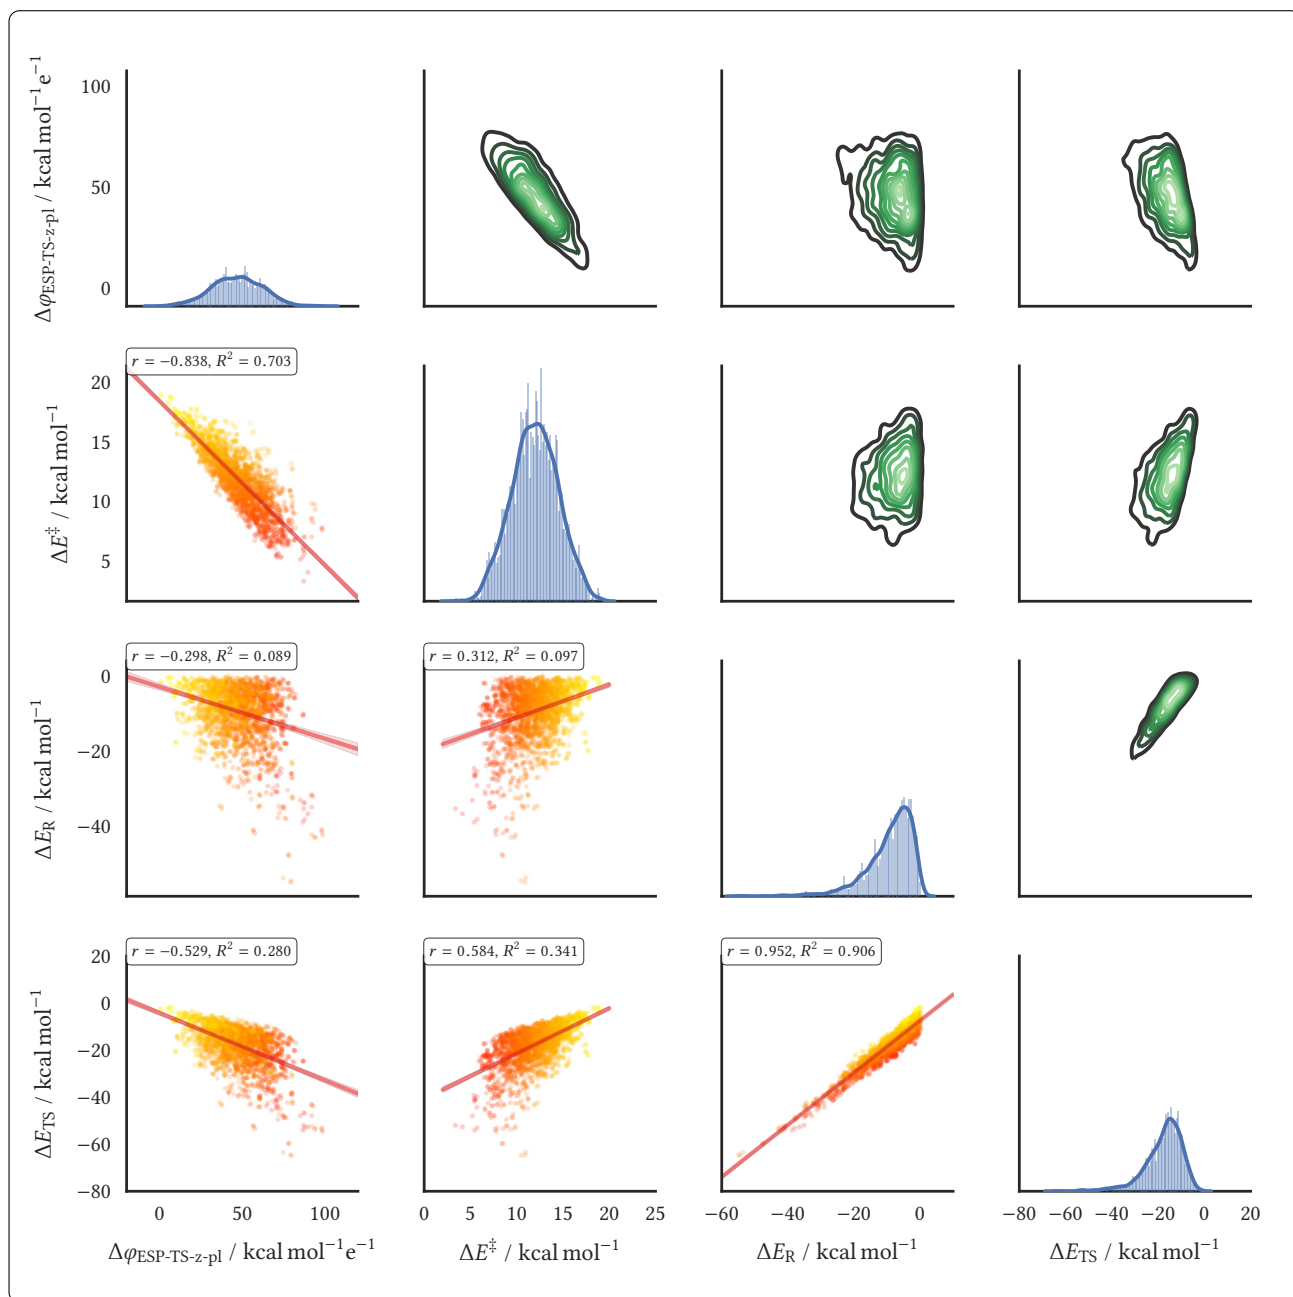 Δφ_ESP-TS-z-pl / kcal mol⁻¹ e⁻¹
100
50
0
r = −0.838, R² = 0.703
ΔE‡ / kcal mol⁻¹
20
15
10
5
r = −0.298, R² = 0.089
r = 0.312, R² = 0.097
ΔE_R / kcal mol⁻¹
0
−20
−40
r = −0.529, R² = 0.280
r = 0.584, R² = 0.341
r = 0.952, R² = 0.906
ΔE_TS / kcal mol⁻¹
20
0
−20
−40
−60
−80
0 50 100 0 5 10 15 20 25 −60 −40 −20 0 −80 −60 −40 −20 0 20
Δφ_ESP-TS-z-pl / kcal mol⁻¹ e⁻¹ ΔE‡ / kcal mol⁻¹ ΔE_R / kcal mol⁻¹ ΔE_TS / kcal mol⁻¹